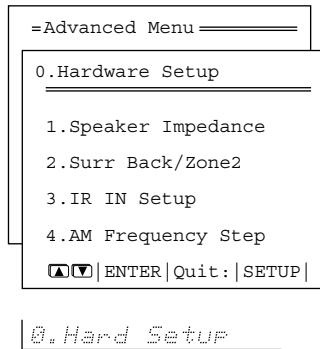 =Advanced Menu
0.Hardware Setup
1.Speaker Impedance
2.Surr Back/Zone2
3.IR IN Setup
4.AM Frequency Step
▲▼|ENTER|Quit:|SETUP|
0.Hard Setup